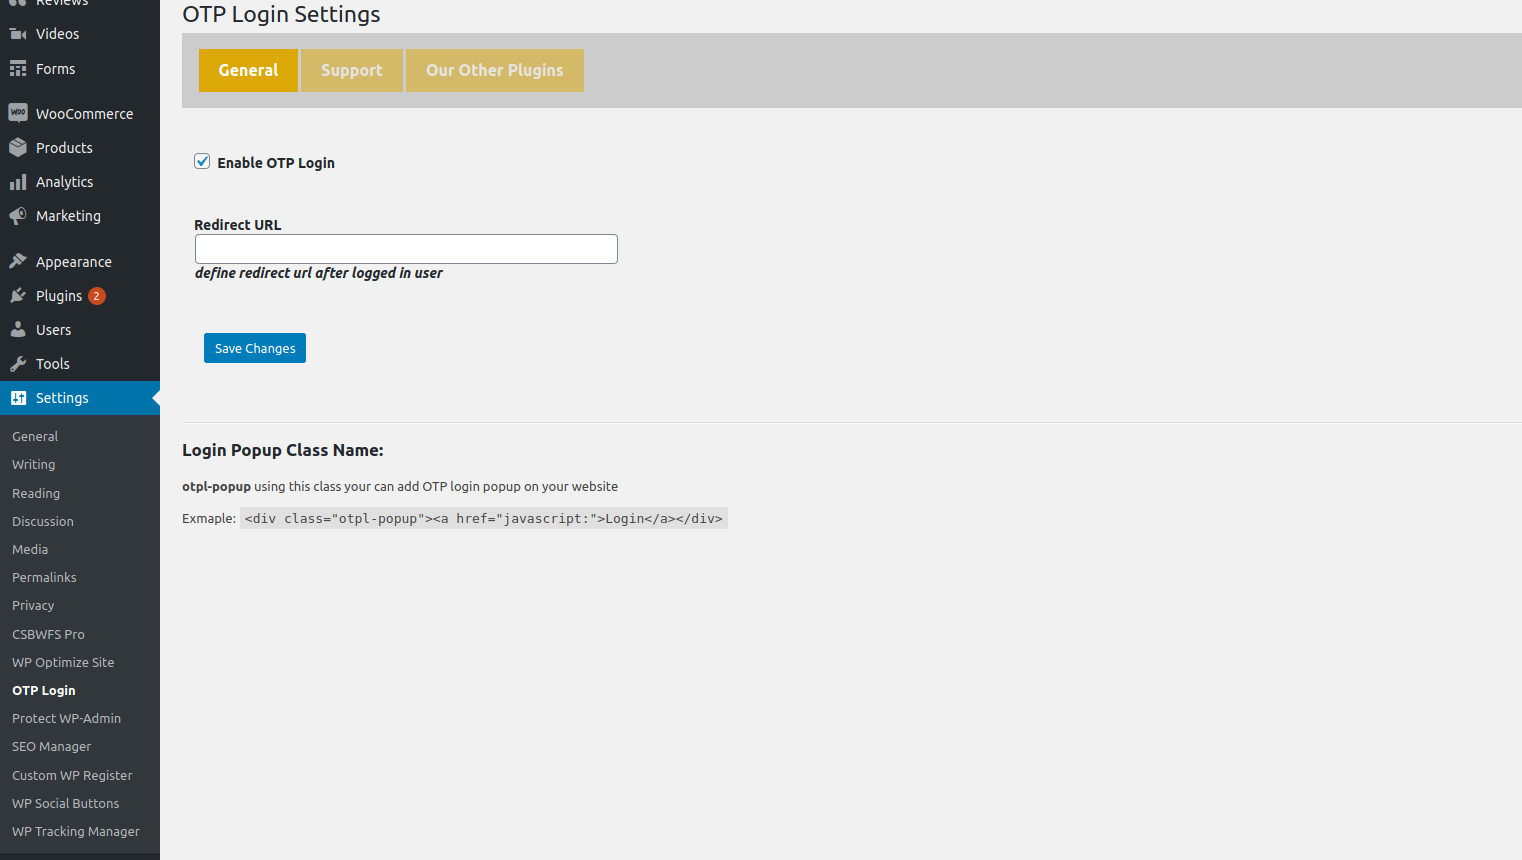 Reviews
Videos
Forms
WOO WooCommerce
Products
Analytics
Marketing
Appearance
Plugins 2
Users
Tools
Settings
General
Writing
Reading
Discussion
Media
Permalinks
Privacy
CSBWFS Pro
WP Optimize Site
OTP Login
Protect WP-Admin
SEO Manager
Custom WP Register
WP Social Buttons
WP Tracking Manager
OTP Login Settings
General Support Our Other Plugins
Enable OTP Login
Redirect URL
define redirect url after logged in user
Save Changes
Login Popup Class Name:
otpl-popup using this class your can add OTP login popup on your website
Exmaple: <div class="otpl-popup"><a href="javascript:">Login</a></div>